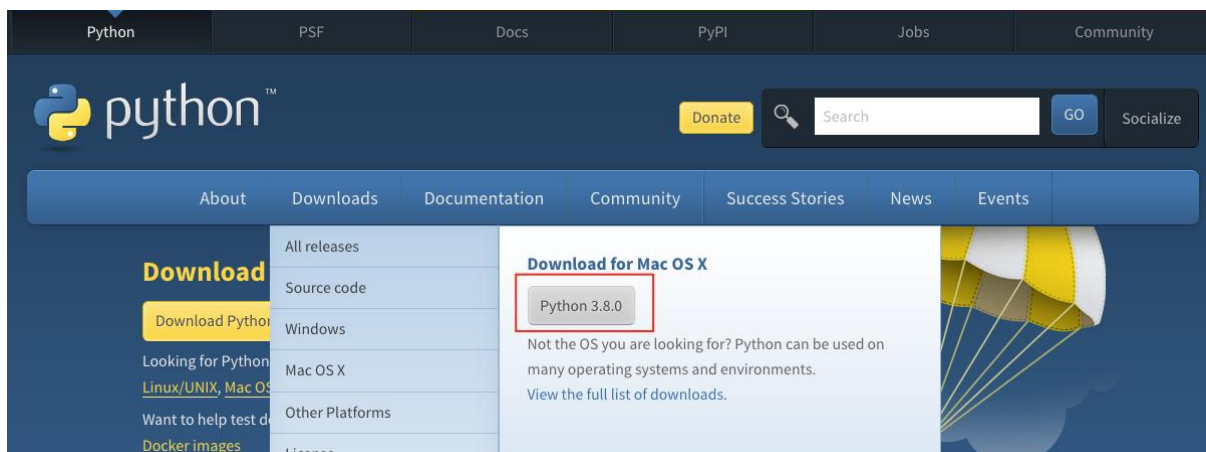 Python PSF Docs PyPI Jobs Community
python™
Donate Search GO Socialize
About Downloads Documentation Community Success Stories News Events
Download
Download Python
Looking for Python
Linux/UNIX, Mac OS
Want to help test
Docker images
All releases
Source code
Windows
Mac OS X
Other Platforms
Download for Mac OS X
Python 3.8.0
Not the OS you are looking for? Python can be used on
many operating systems and environments.
View the full list of downloads.